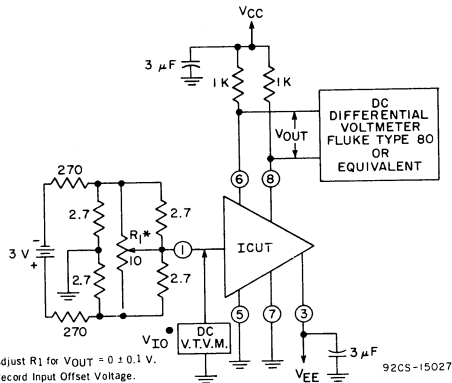 VCC
3 µF
1K
1K
DC
DIFFERENTIAL
VOLTMETER
FLUKE TYPE 80
OR
EQUIVALENT
VOUT
6
8
270
2.7
2.7
R1*
10
1
ICUT
3 V
-
+
2.7
2.7
270
5
7
3
VIO
DC
V.T.V.M.
VEE
3 µF
djust R1 for VOUT = 0 ± 0.1 V.
ecord Input Offset Voltage.
92CS-15027